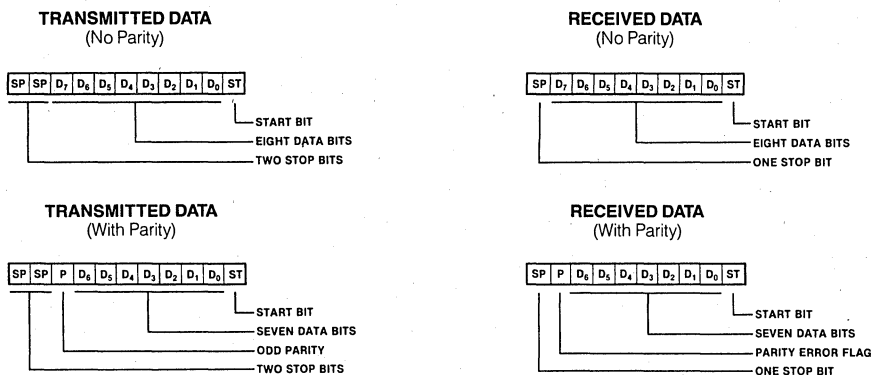 TRANSMITTED DATA
(No Parity)
SP SP D7 D6 D5 D4 D3 D2 D1 D0 ST
START BIT
EIGHT DATA BITS
TWO STOP BITS
RECEIVED DATA
(No Parity)
SP D7 D6 D5 D4 D3 D2 D1 D0 ST
START BIT
EIGHT DATA BITS
ONE STOP BIT
TRANSMITTED DATA
(With Parity)
SP SP P D6 D5 D4 D3 D2 D1 D0 ST
START BIT
SEVEN DATA BITS
ODD PARITY
TWO STOP BITS
RECEIVED DATA
(With Parity)
SP P D6 D5 D4 D3 D2 D1 D0 ST
START BIT
SEVEN DATA BITS
PARITY ERROR FLAG
ONE STOP BIT